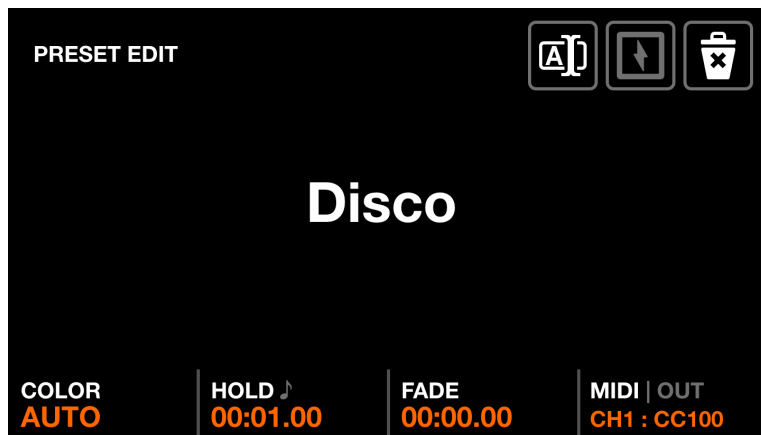 PRESET EDIT
A
Disco
COLOR
AUTO
HOLD ♪
00:01.00
FADE
00:00.00
MIDI | OUT
CH1 : CC100